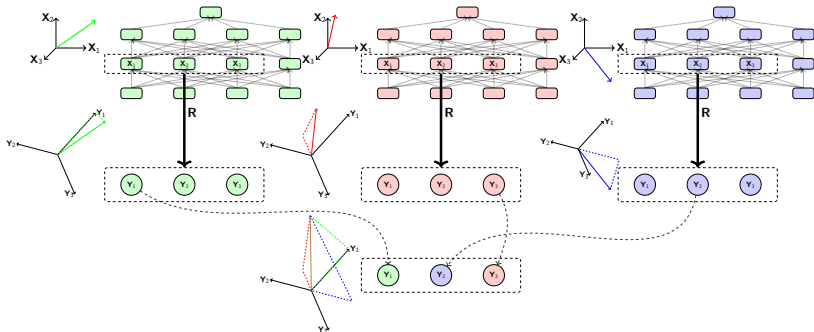 X₂ X₁ X₃
X₁ X₂ X₃
R
Y₁ Y₂ Y₃
Y₁ Y₂ Y₃
X₂ X₁ X₃
X₁ X₂ X₃
R
Y₁ Y₂ Y₃
Y₁ Y₂ Y₃
X₂ X₁ X₃
X₁ X₂ X₃
R
Y₁ Y₂ Y₃
Y₁ Y₂ Y₃
Y₁ Y₂ Y₃
Y₁ Y₂ Y₃